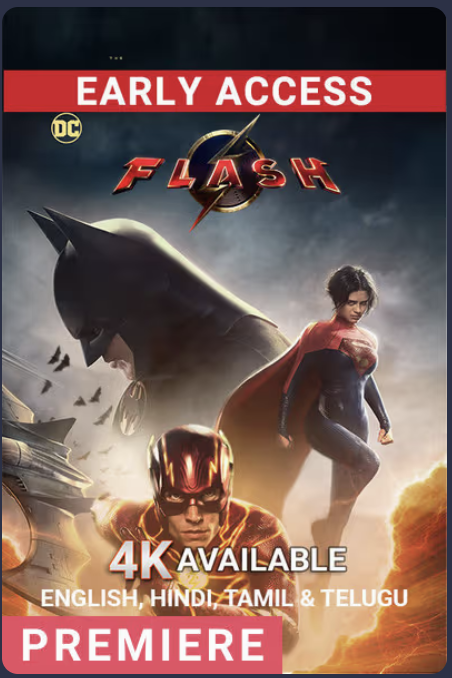 THE
EARLY ACCESS
DC
FLASH
4K AVAILABLE
ENGLISH, HINDI, TAMIL & TELUGU
PREMIERE